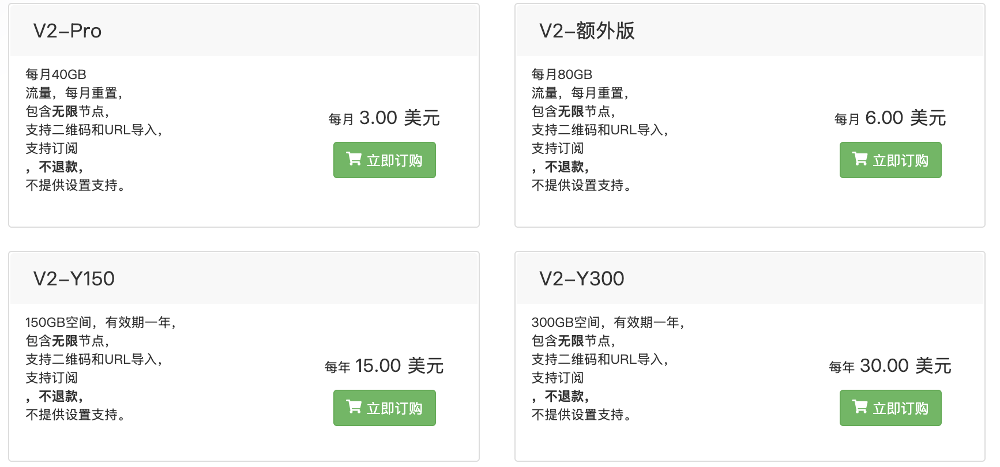 V2-Pro
每月40GB
流量，每月重置，
包含无限节点，
支持二维码和URL导入，
支持订阅
，不退款，
不提供设置支持。
每月 3.00 美元
立即订购
V2-额外版
每月80GB
流量，每月重置，
包含无限节点，
支持二维码和URL导入，
支持订阅
，不退款，
不提供设置支持。
每月 6.00 美元
立即订购
V2-Y150
150GB空间，有效期一年，
包含无限节点，
支持二维码和URL导入，
支持订阅
，不退款，
不提供设置支持。
每年 15.00 美元
立即订购
V2-Y300
300GB空间，有效期一年，
包含无限节点，
支持二维码和URL导入，
支持订阅
，不退款，
不提供设置支持。
每年 30.00 美元
立即订购